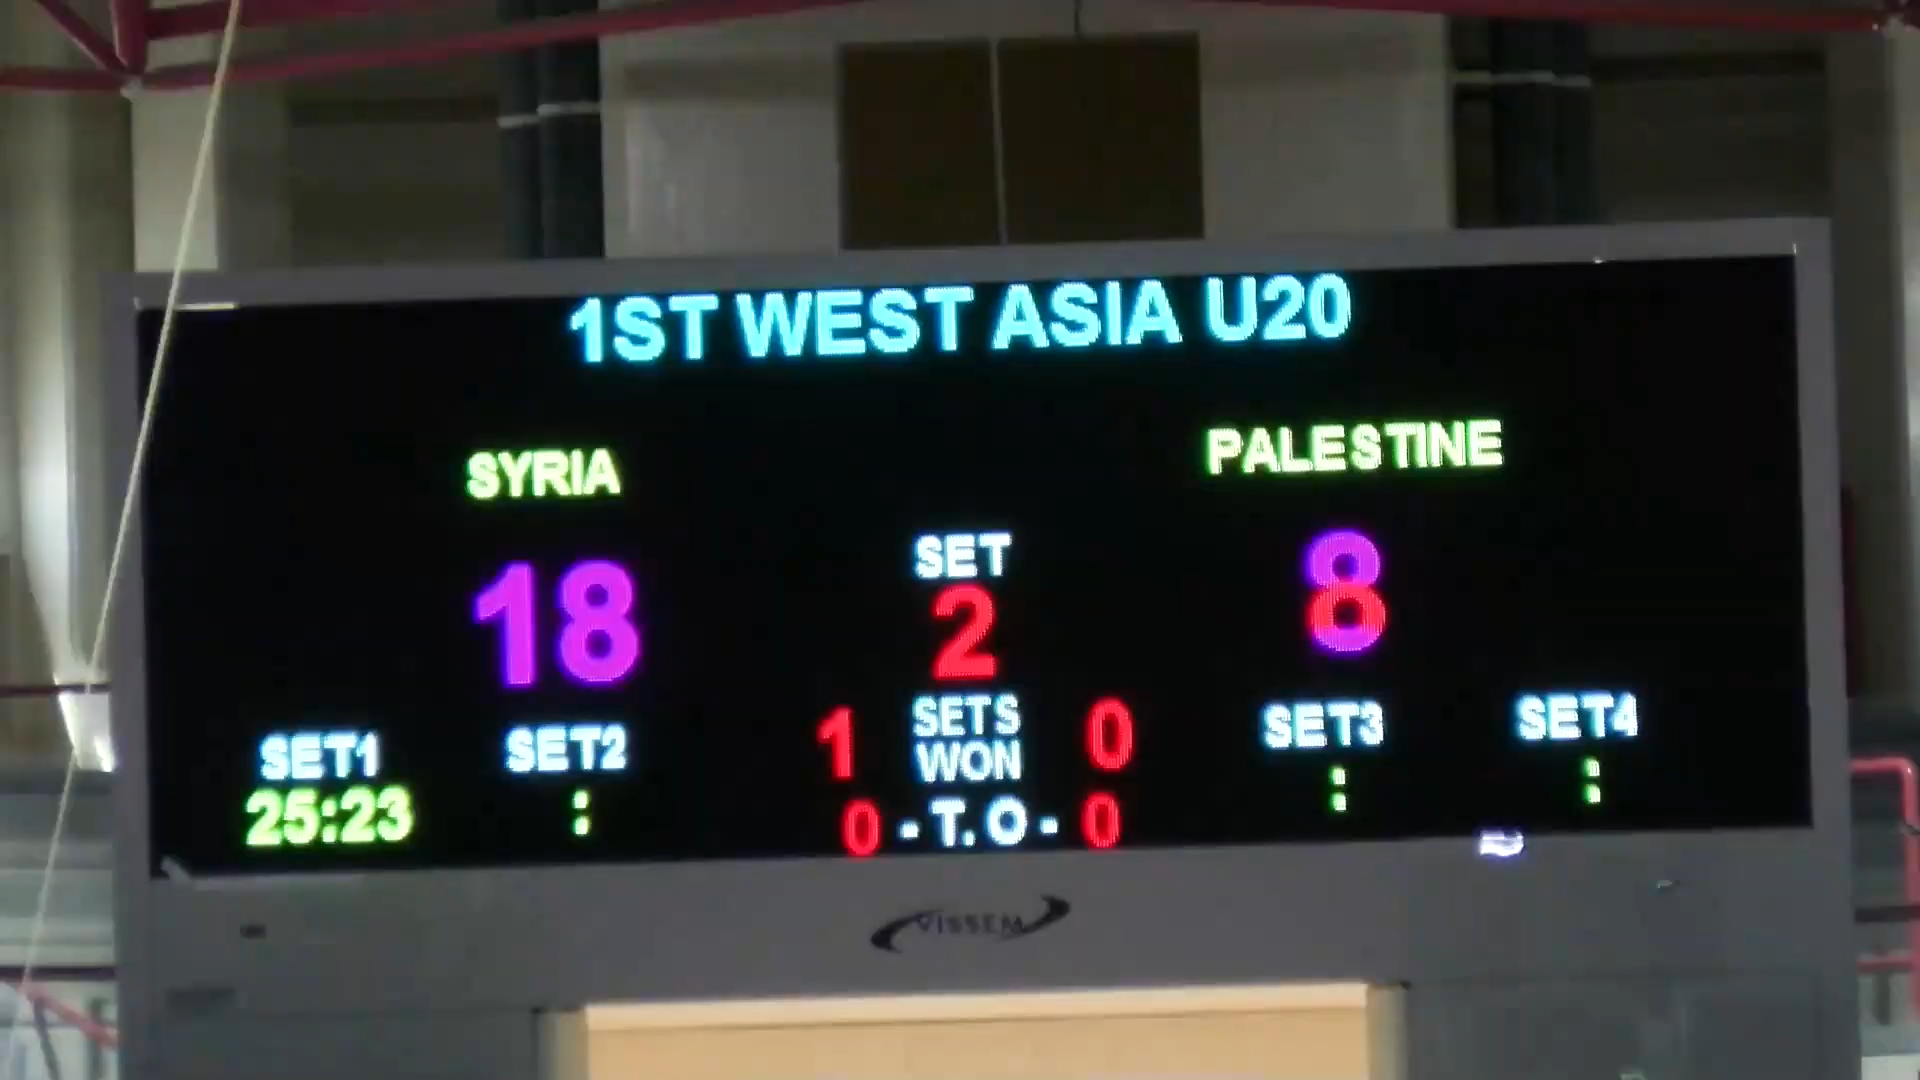 1ST WEST ASIA U20
SYRIA
PALESTINE
18
SET
2
8
SET1
25:23
SET2
:
1 SETS WON 0
0 - T.O - 0
SET3
:
SET4
:
VISSEM